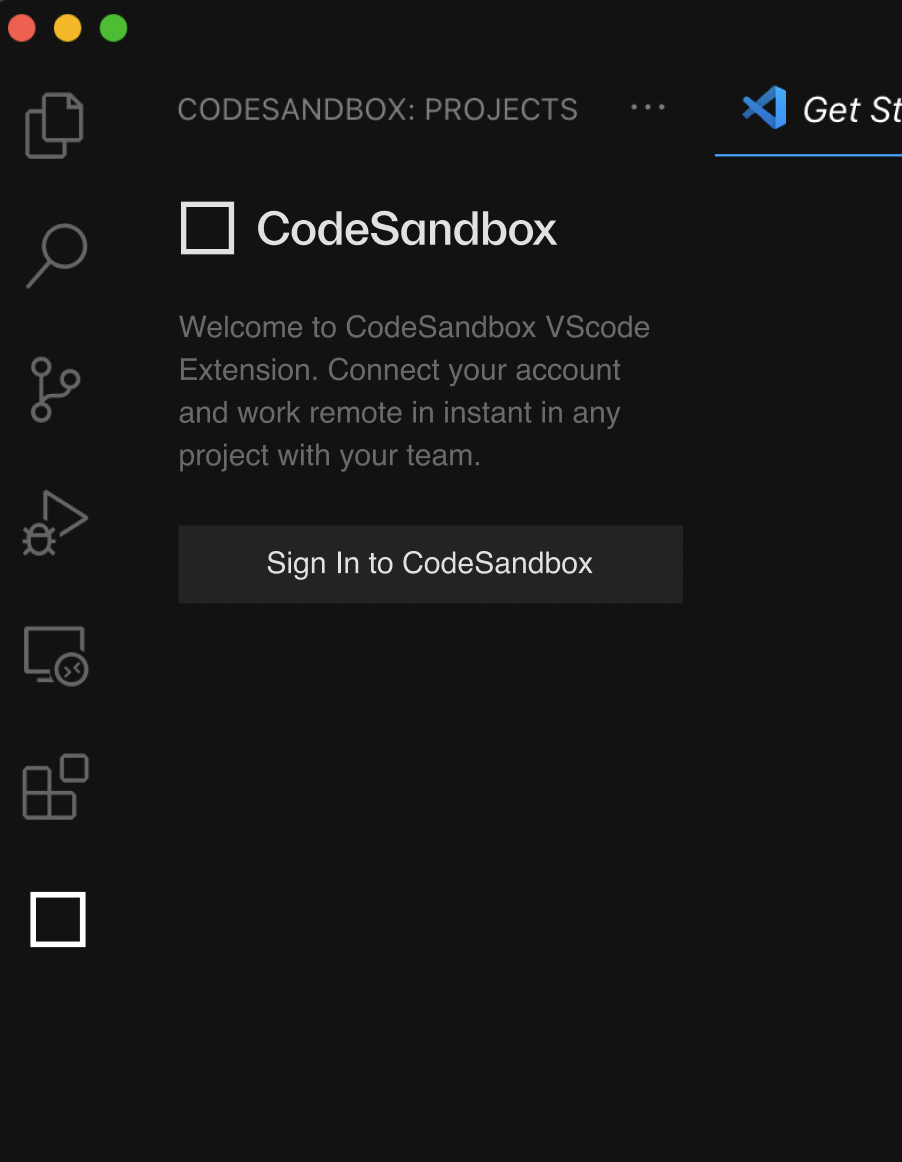 CODESANDBOX: PROJECTS
Get St
CodeSandbox
Welcome to CodeSandbox VScode
Extension. Connect your account
and work remote in instant in any
project with your team.
Sign In to CodeSandbox